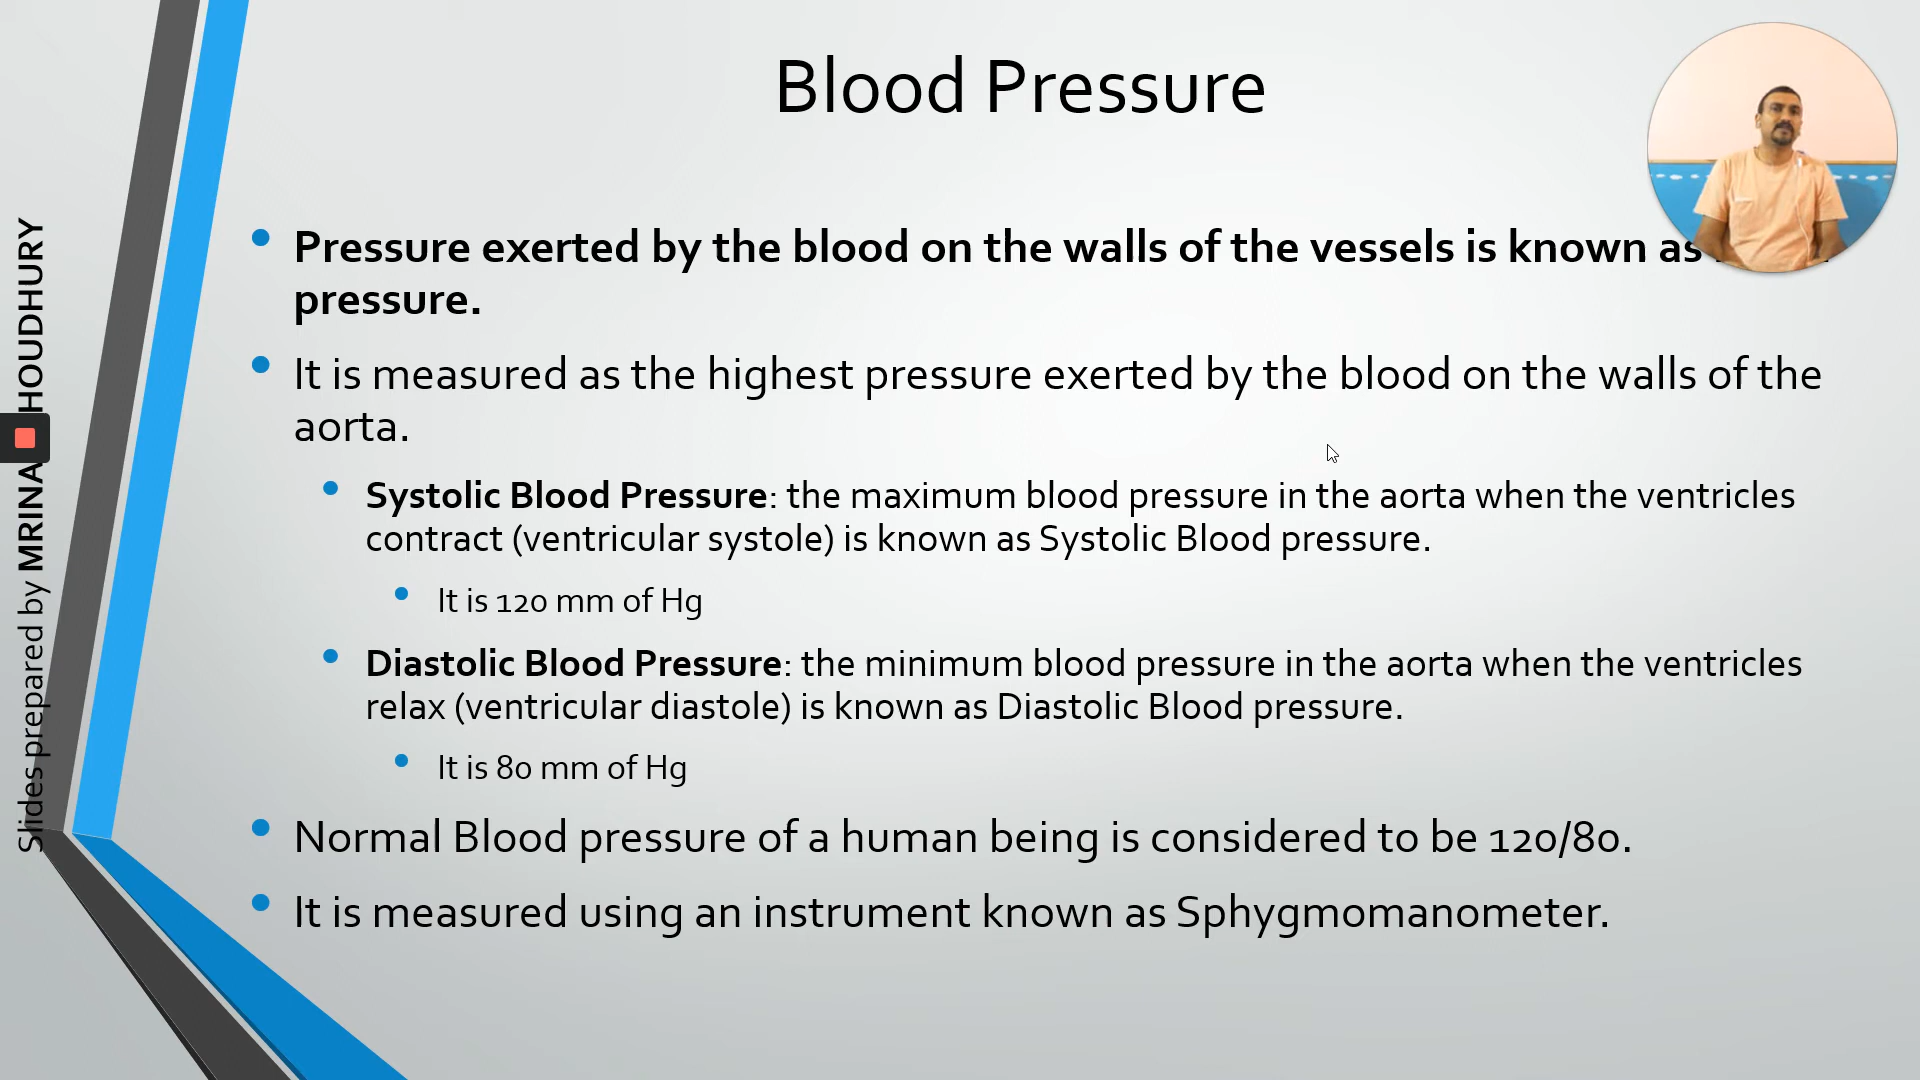 Blood Pressure
Pressure exerted by the blood on the walls of the vessels is known as
pressure.
It is measured as the highest pressure exerted by the blood on the walls of the
aorta.
Systolic Blood Pressure: the maximum blood pressure in the aorta when the ventricles
contract (ventricular systole) is known as Systolic Blood pressure.
It is 120 mm of Hg
Diastolic Blood Pressure: the minimum blood pressure in the aorta when the ventricles
relax (ventricular diastole) is known as Diastolic Blood pressure.
It is 80 mm of Hg
Normal Blood pressure of a human being is considered to be 120/80.
It is measured using an instrument known as Sphygmomanometer.
Slides prepared by MRINA HOUDHURY